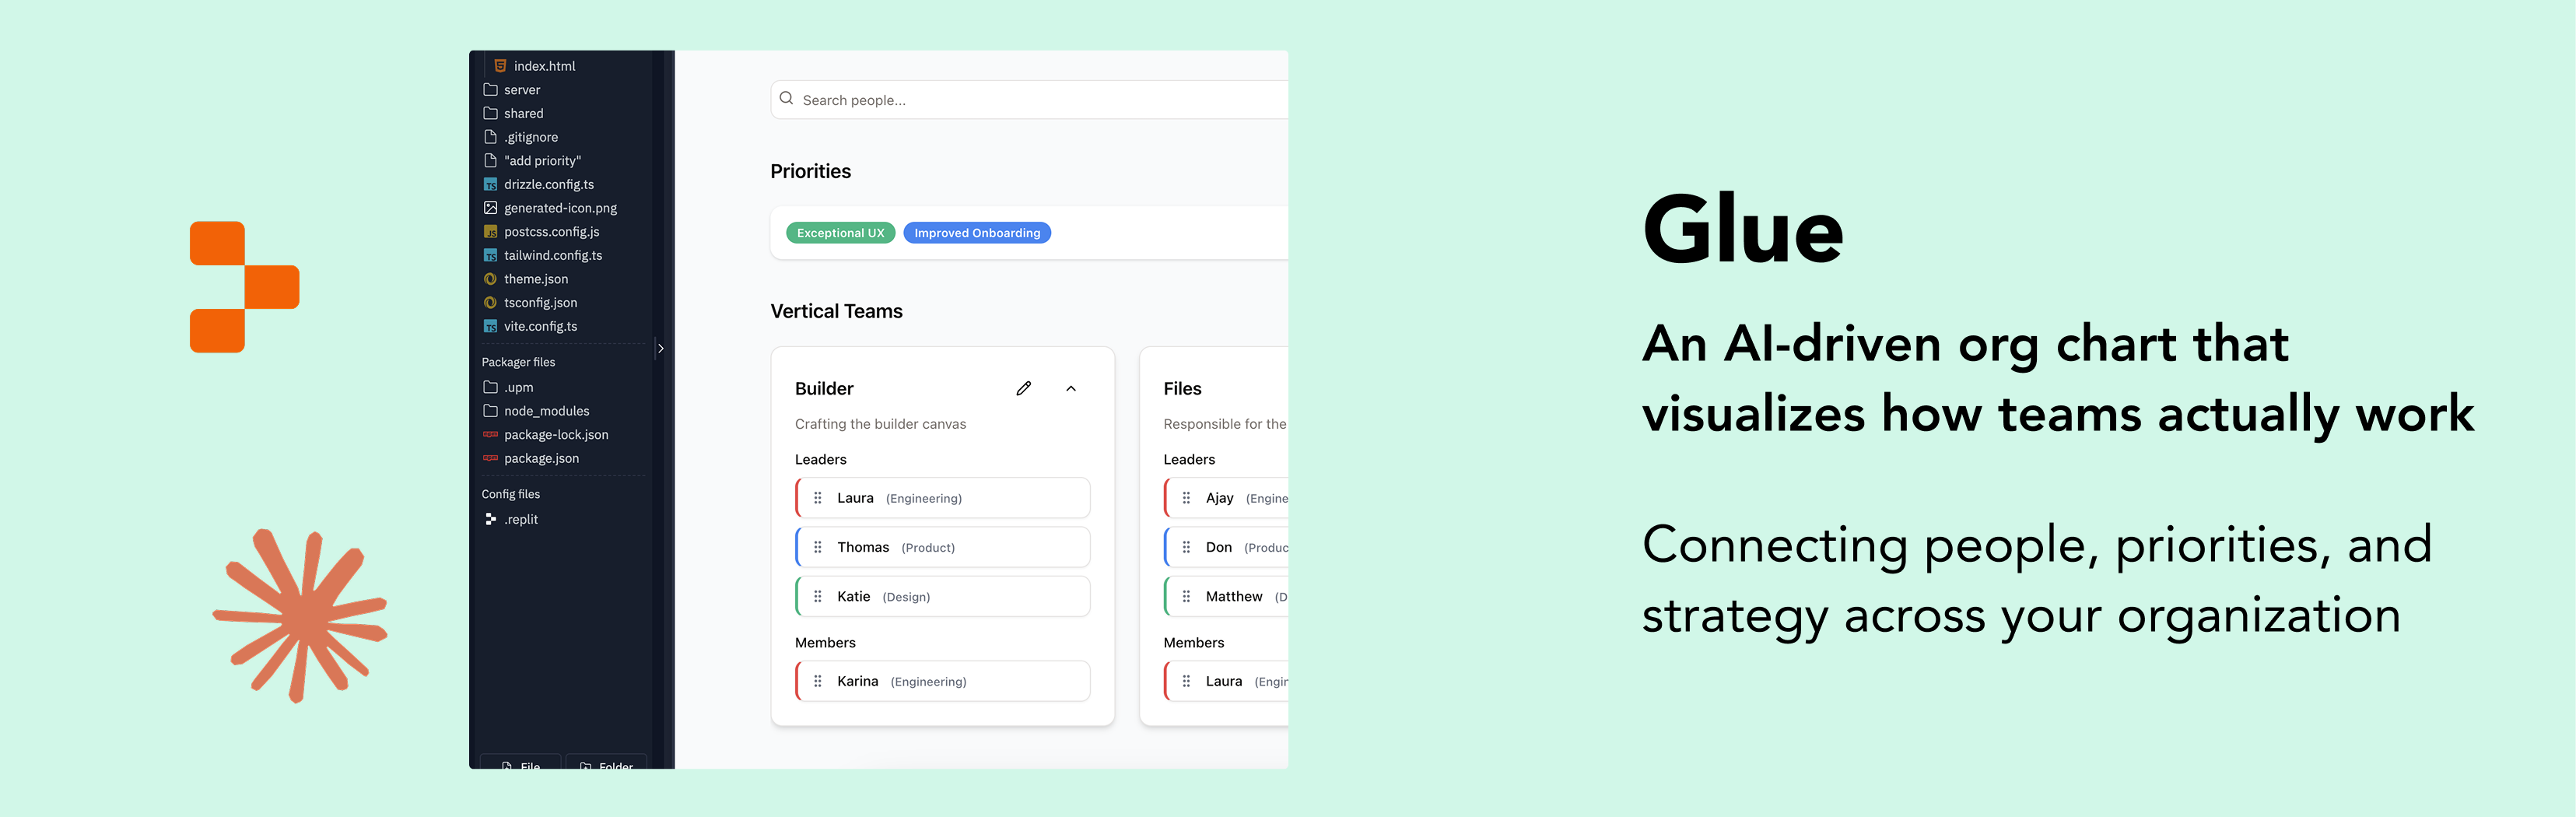 index.html
server
shared
.gitignore
"add priority"
drizzle.config.ts
generated-icon.png
postcss.config.js
tailwind.config.ts
theme.json
tsconfig.json
vite.config.ts
Packager files
.upm
node_modules
package-lock.json
package.json
Config files
.replit
File
Folder
Search people...
Priorities
Exceptional UX
Improved Onboarding
Vertical Teams
Builder
Crafting the builder canvas
Leaders
Laura (Engineering)
Thomas (Product)
Katie (Design)
Members
Karina (Engineering)
Files
Responsible for the
Leaders
Ajay (Engine
Don (Produc
Matthew (D
Members
Laura (Engin
Glue
An AI-driven org chart that
visualizes how teams actually work
Connecting people, priorities, and
strategy across your organization